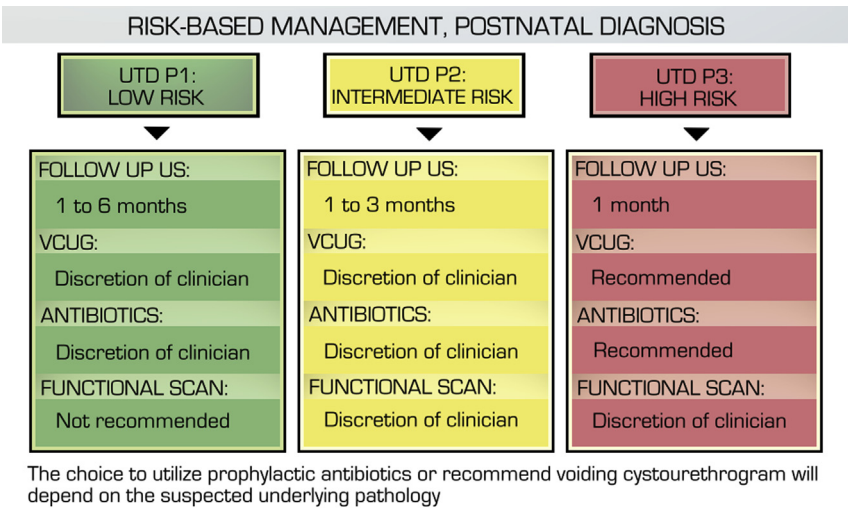 RISK-BASED MANAGEMENT, POSTNATAL DIAGNOSIS
UTD P1:
LOW RISK
FOLLOW UP US:
1 to 6 months
VCUG:
Discretion of clinician
ANTIBIOTICS:
Discretion of clinician
FUNCTIONAL SCAN:
Not recommended
UTD P2:
INTERMEDIATE RISK
FOLLOW UP US:
1 to 3 months
VCUG:
Discretion of clinician
ANTIBIOTICS:
Discretion of clinician
FUNCTIONAL SCAN:
Discretion of clinician
UTD P3:
HIGH RISK
FOLLOW UP US:
1 month
VCUG:
Recommended
ANTIBIOTICS:
Recommended
FUNCTIONAL SCAN:
Discretion of clinician
The choice to utilize prophylactic antibiotics or recommend voiding cystourethrogram will
depend on the suspected underlying pathology